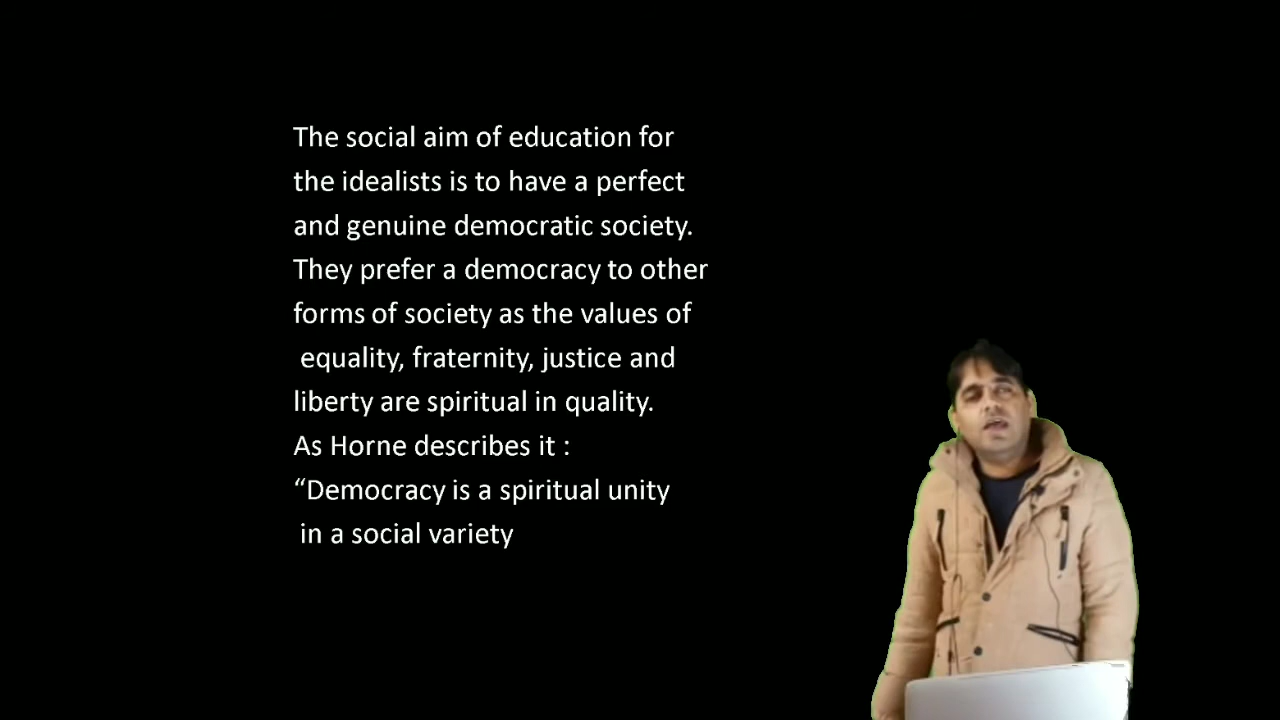 The social aim of education for
the idealists is to have a perfect
and genuine democratic society.
They prefer a democracy to other
forms of society as the values of
equality, fraternity, justice and
liberty are spiritual in quality.
As Horne describes it :
“Democracy is a spiritual unity
in a social variety